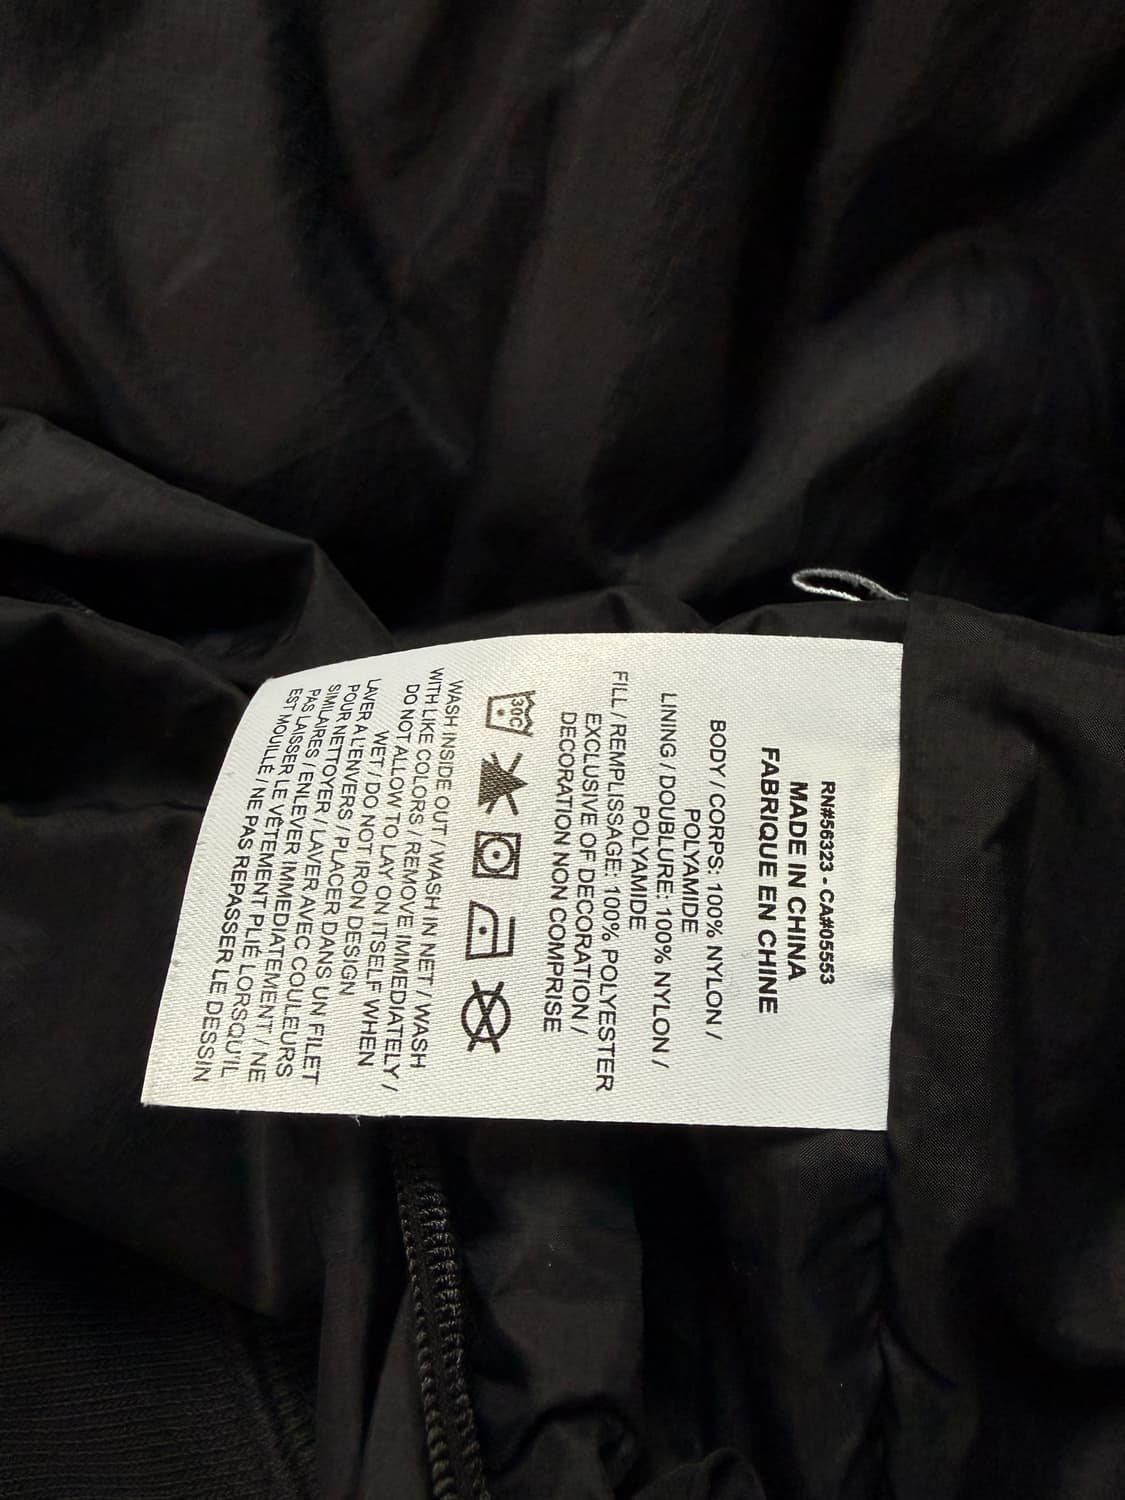 RN#56323 - CA#05553
MADE IN CHINA
FABRIQUE EN CHINE
BODY / CORPS: 100% NYLON /
POLYAMIDE
LINING / DOUBLURE: 100% NYLON /
POLYAMIDE
FILL / REMPLISSAGE: 100% POLYESTER
EXCLUSIVE OF DECORATION /
DECORATION NON COMPRISE
30C
WASH INSIDE OUT / WASH IN NET / WASH
WITH LIKE COLORS / REMOVE IMMEDIATELY /
DO NOT ALLOW TO LAY ON ITSELF WHEN
WET / DO NOT IRON DESIGN
LAVER A L'ENVERS / PLACER DANS UN FILET
POUR NETTOYER / LAVER AVEC COULEURS
SIMILAIRES / ENLEVER IMMEDIATEMENT / NE
PAS LAISSER LE VÊTEMENT PLIÉ LORSQU'IL
EST MOUILLÉ / NE PAS REPASSER LE DESSIN